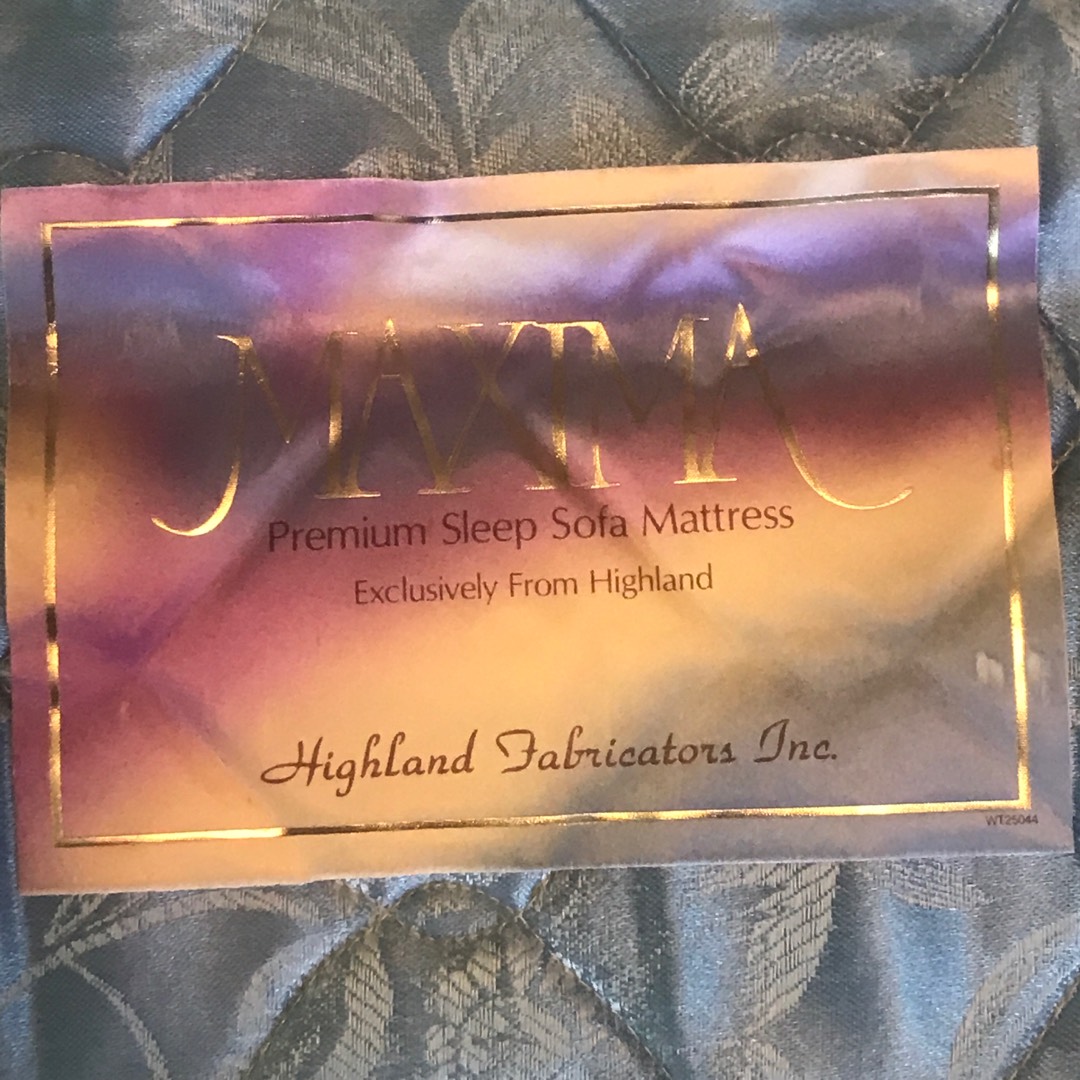 MAXIMA
Premium Sleep Sofa Mattress
Exclusively From Highland
Highland Fabricators Inc.
WT25044